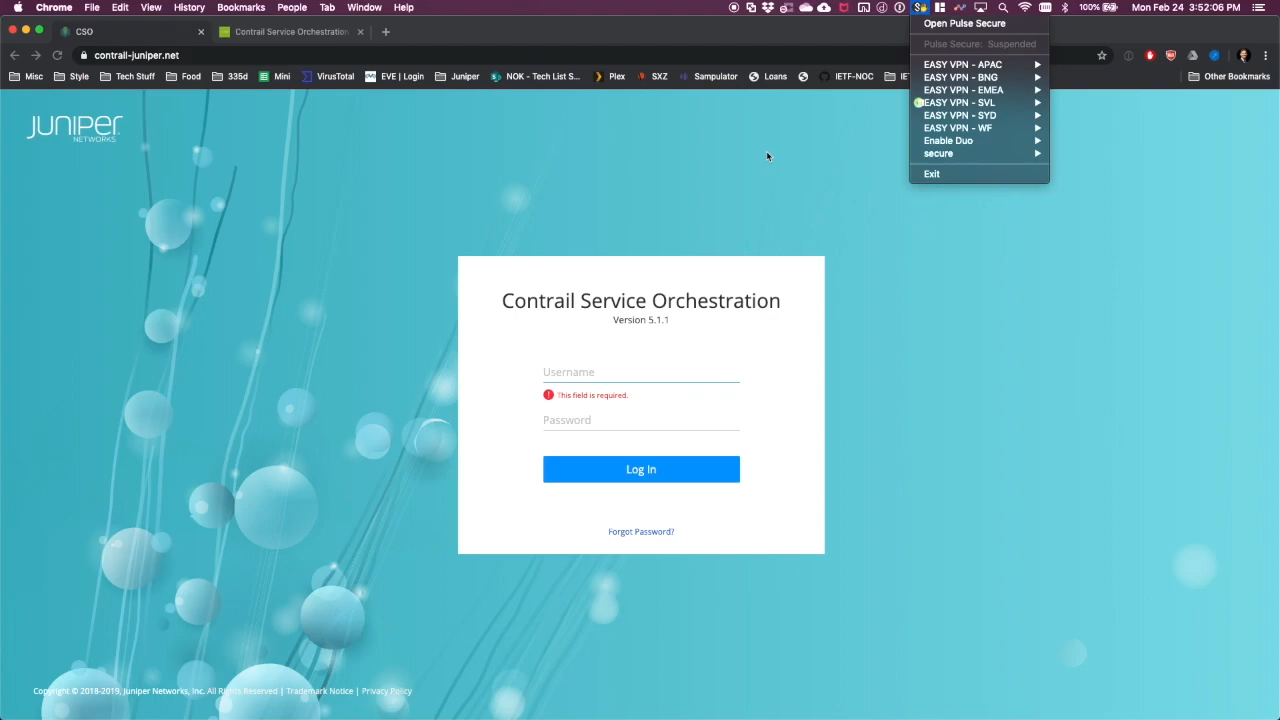 Chrome File Edit View History Bookmarks People Tab Window Help 100% Mon Feb 24 3:52:06 PM
CSO Contrail Service Orchestration
contrail-juniper.net
Misc Style Tech Stuff Food 335d Mini VirusTotal EVE | Login Juniper NOK - Tech List S... Plex SXZ Sampulator Loans IETF-NOC Other Bookmarks
Open Pulse Secure
Pulse Secure: Suspended
EASY VPN - APAC
EASY VPN - BNG
EASY VPN - EMEA
EASY VPN - SVL
EASY VPN - SYD
EASY VPN - WF
Enable Duo
secure
Exit
JUNIPER
NETWORKS
Contrail Service Orchestration
Version 5.1.1
Username
This field is required.
Password
Log In
Forgot Password?
Copyright © 2018-2019, Juniper Networks, Inc. All Rights Reserved | Trademark Notice | Privacy Policy